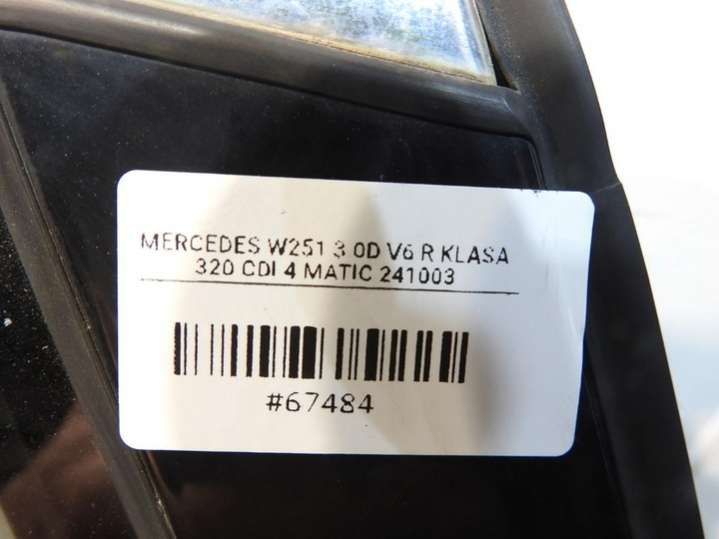 MERCEDES W251 3.0D V6 R KLASA
320 CDI 4 MATIC 241003
#67484